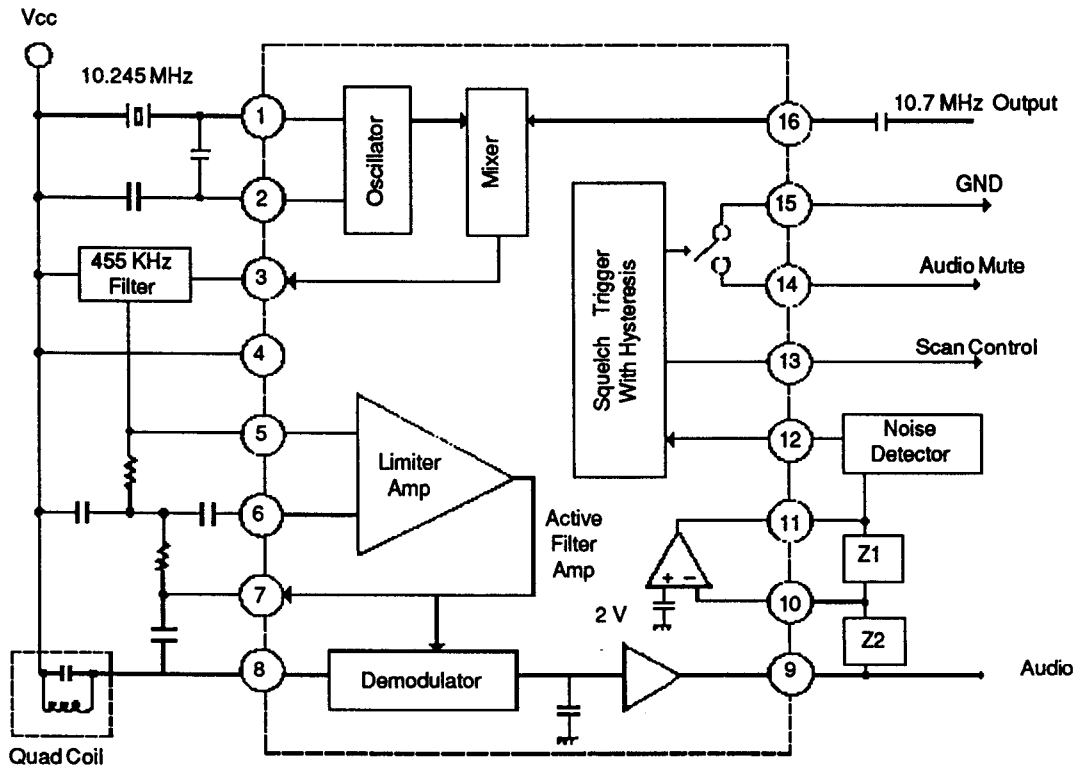 Vcc
10.245 MHz
1
2
3
4
5
6
7
8
Oscillator
Mixer
455 KHz
Filter
Limiter
Amp
Active
Filter
Amp
Demodulator
Quad Coil
Squelch Trigger
With Hysteresis
16
15
14
13
12
11
10
9
10.7 MHz Output
GND
Audio Mute
Scan Control
Noise
Detector
Z1
Z2
+ −
2 V
Audio